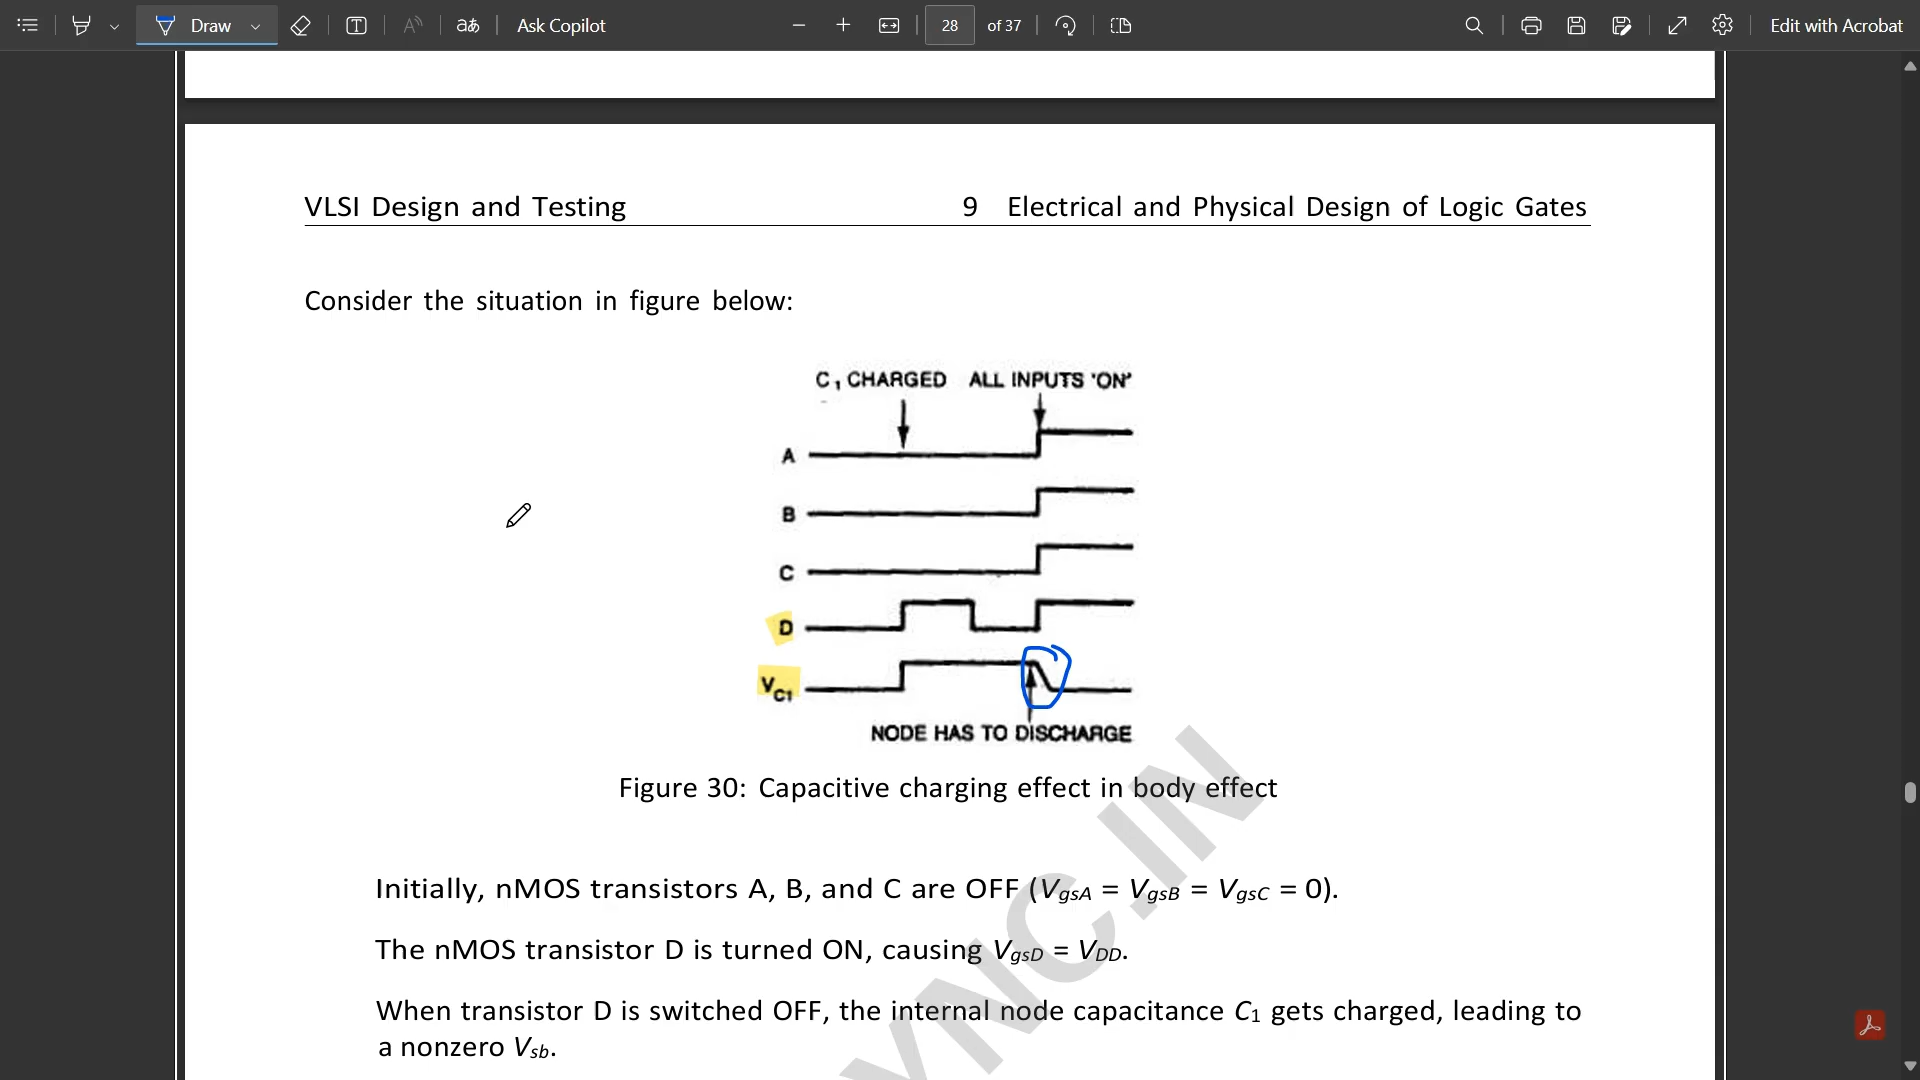 Draw
Ask Copilot
28 of 37
Edit with Acrobat
VLSI Design and Testing 9 Electrical and Physical Design of Logic Gates
Consider the situation in figure below:
C1 CHARGED ALL INPUTS 'ON'
A
B
C
D
VC1
NODE HAS TO DISCHARGE
Figure 30: Capacitive charging effect in body effect
Initially, nMOS transistors A, B, and C are OFF (VgsA = VgsB = VgsC = 0).
The nMOS transistor D is turned ON, causing VgsD = VDD.
When transistor D is switched OFF, the internal node capacitance C1 gets charged, leading to
a nonzero Vsb.
YNC.IN